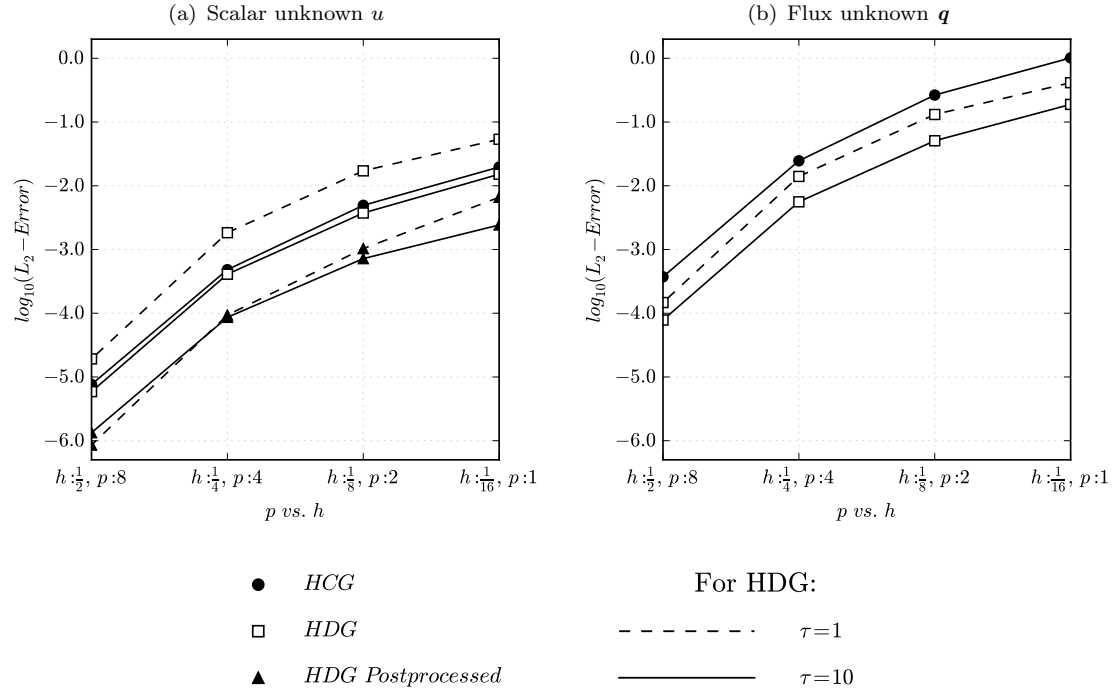 (a) Scalar unknown u
(b) Flux unknown q
0.0
−1.0
−2.0
−3.0
−4.0
−5.0
−6.0
log₁₀(L₂−Error)
h:1/2, p:8
h:1/4, p:4
h:1/8, p:2
h:1/16, p:1
p vs. h
0.0
−1.0
−2.0
−3.0
−4.0
−5.0
−6.0
log₁₀(L₂−Error)
h:1/2, p:8
h:1/4, p:4
h:1/8, p:2
h:1/16, p:1
p vs. h
HCG
HDG
HDG Postprocessed
For HDG:
τ=1
τ=10